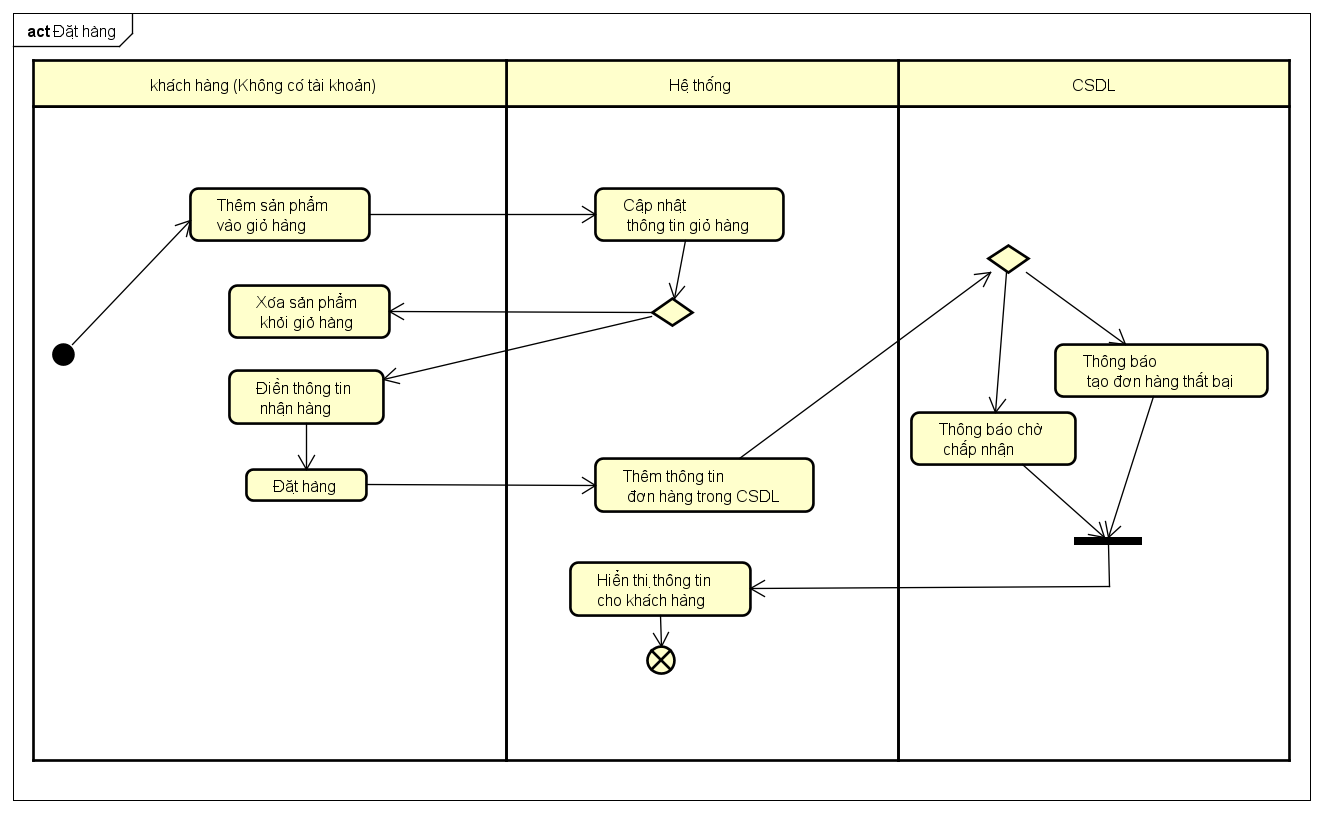 act Đặt hàng
khách hàng (Không có tài khoản)
Hệ thống
CSDL
Thêm sản phẩm
vào giỏ hàng
Cập nhật
thông tin giỏ hàng
Xóa sản phẩm
khỏi giỏ hàng
Điền thông tin
nhận hàng
Đặt hàng
Thêm thông tin
đơn hàng trong CSDL
Thông báo
tạo đơn hàng thất bại
Thông báo chờ
chấp nhận
Hiển thị thông tin
cho khách hàng